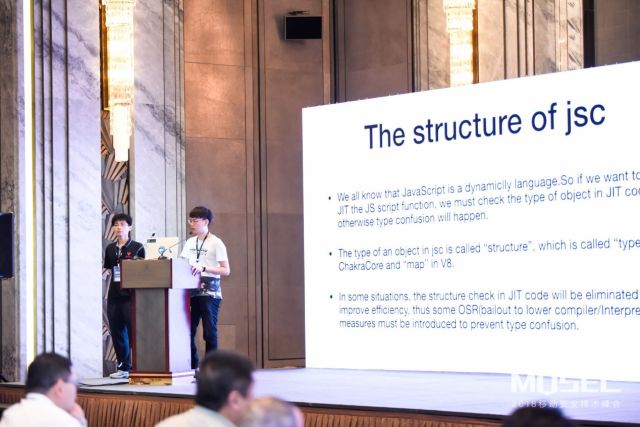 The structure of jsc
• We all know that JavaScript is a dynamiclly language.So if we want to
JIT the JS script function, we must check the type of object in JIT cod
otherwise type confusion will happen.
• The type of an object in jsc is called "structure", which is called "type
ChakraCore and "map" in V8.
• In some situations, the structure check in JIT code will be eliminated
improve efficiency, thus some OSR(bailout to lower compiler/Interpre
measures must be introduced to prevent type confusion.
MOSEC
2018移动安全技术峰会